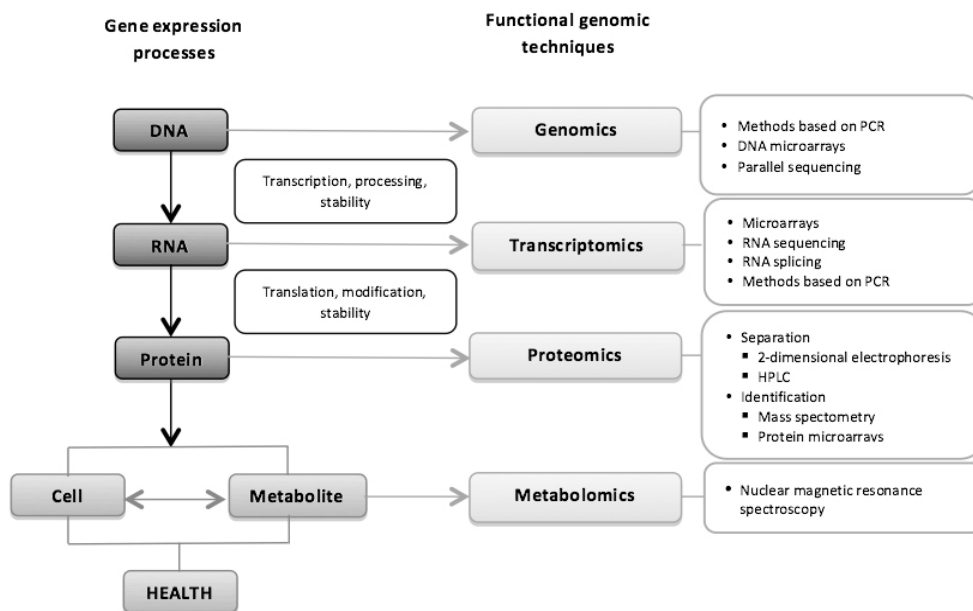 Gene expression
processes
Functional genomic
techniques
DNA
Genomics
• Methods based on PCR
• DNA microarrays
• Parallel sequencing
Transcription, processing,
stability
RNA
Transcriptomics
• Microarrays
• RNA sequencing
• RNA splicing
• Methods based on PCR
Translation, modification,
stability
Protein
Proteomics
• Separation
▪ 2-dimensional electrophoresis
▪ HPLC
• Identification
▪ Mass spectometry
▪ Protein microarrays
Cell
Metabolite
Metabolomics
• Nuclear magnetic resonance
spectroscopy
HEALTH